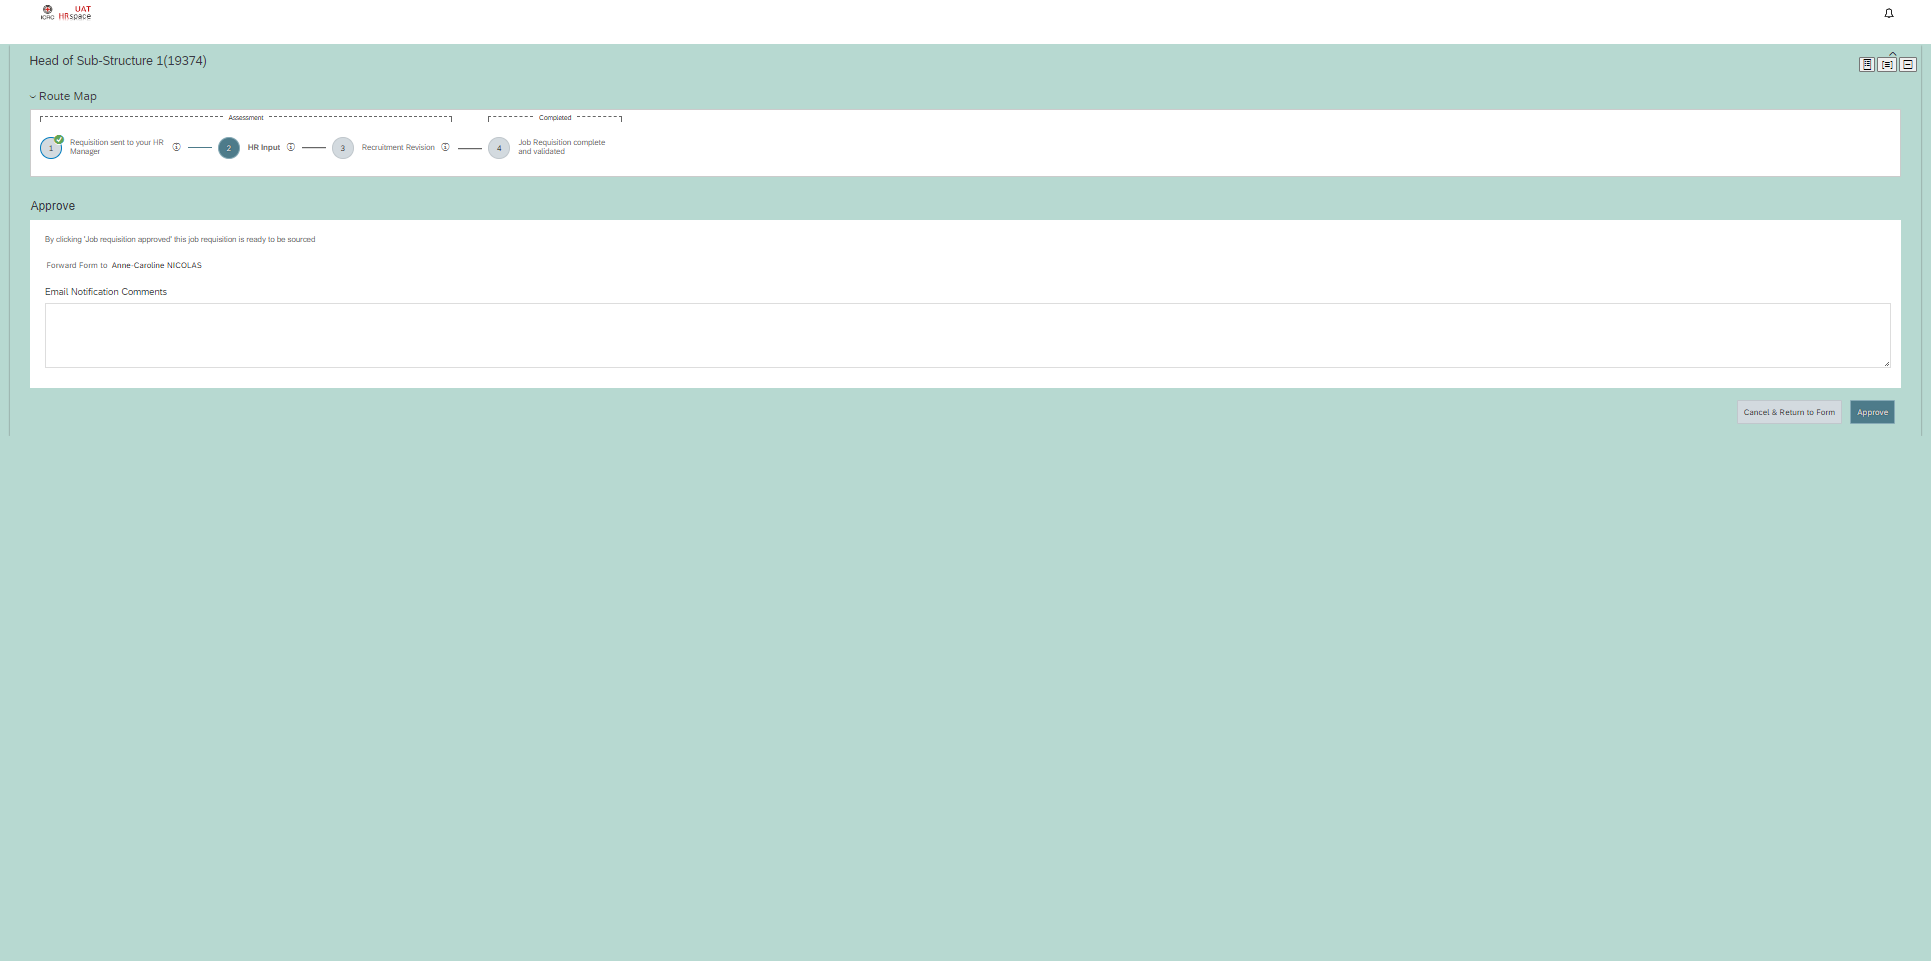 UAT
ICRC HRspace
Head of Sub-Structure 1(19374)
Route Map
Assessment
Completed
1
Requisition sent to your HR
Manager
2
HR Input
3
Recruitment Revision
4
Job Requisition complete
and validated
Approve
By clicking 'Job requisition approved' this job requisition is ready to be sourced
Forward Form to Anne-Caroline NICOLAS
Email Notification Comments
Cancel & Return to Form
Approve